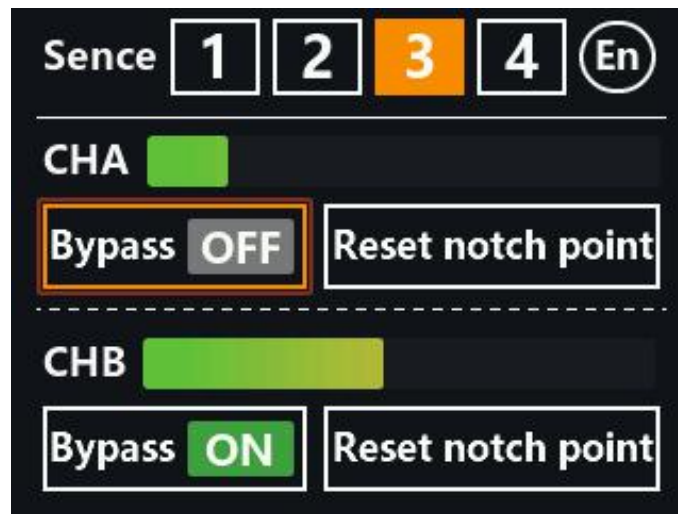 Sence 1 2 3 4 En
CHA
Bypass OFF Reset notch point
CHB
Bypass ON Reset notch point